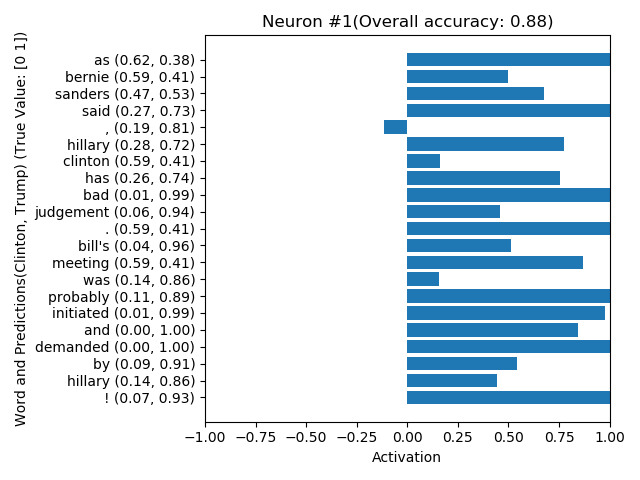 Neuron #1(Overall accuracy: 0.88)
Word and Predictions(Clinton, Trump) (True Value: [0 1])
as (0.62, 0.38)
bernie (0.59, 0.41)
sanders (0.47, 0.53)
said (0.27, 0.73)
, (0.19, 0.81)
hillary (0.28, 0.72)
clinton (0.59, 0.41)
has (0.26, 0.74)
bad (0.01, 0.99)
judgement (0.06, 0.94)
. (0.59, 0.41)
bill's (0.04, 0.96)
meeting (0.59, 0.41)
was (0.14, 0.86)
probably (0.11, 0.89)
initiated (0.01, 0.99)
and (0.00, 1.00)
demanded (0.00, 1.00)
by (0.09, 0.91)
hillary (0.14, 0.86)
! (0.07, 0.93)
−1.00 −0.75 −0.50 −0.25 0.00 0.25 0.50 0.75 1.00
Activation